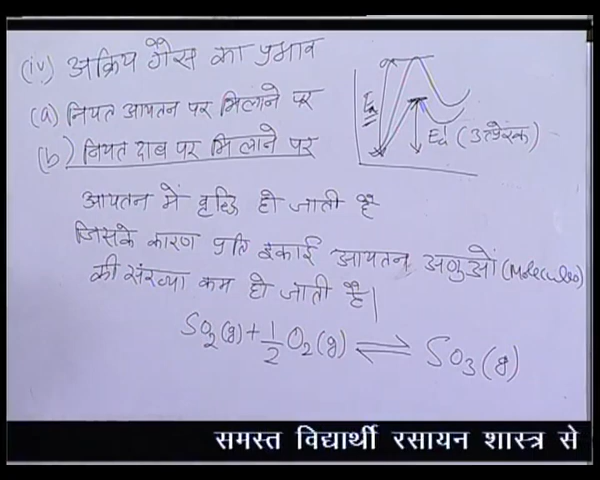 (iv) अक्रिय गैस का प्रभाव
(a) नियत आयतन पर मिलाने पर
(b) नियत दाब पर मिलाने पर
Ea
Ea' (उत्प्रेरक)
आयतन में वृद्धि हो जाती है
जिसके कारण प्रति इकाई आयतन अणुओं (Molecules)
की संख्या कम हो जाती है।
SO2(g) + 1/2 O2(g) ⇌ SO3(g)
समस्त विद्यार्थी रसायन शास्त्र से